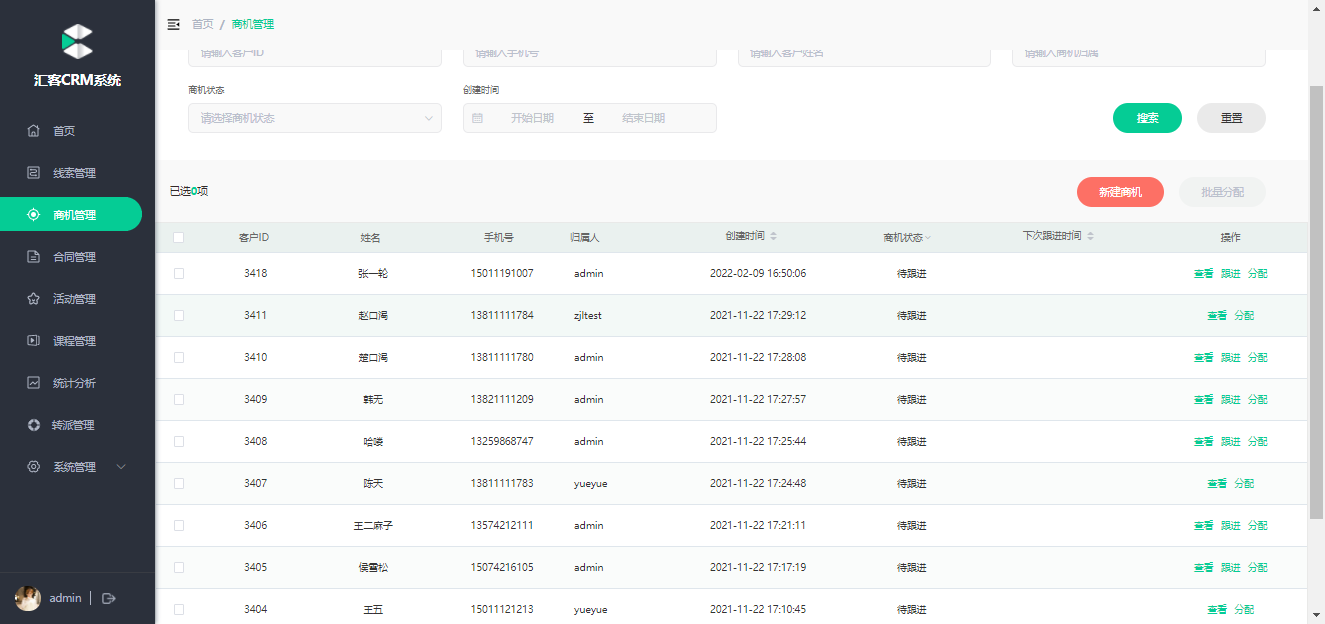 汇客CRM系统
首页
线索管理
商机管理
合同管理
活动管理
课程管理
统计分析
转派管理
系统管理
admin
首页 / 商机管理
请输入客户ID 请输入手机号 请输入客户姓名 请输入商机归属
商机状态 创建时间
请选择商机状态 开始日期 至 结束日期 搜索 重置
已选0项 新建商机 批量分配
客户ID 姓名 手机号 归属人 创建时间 商机状态 下次跟进时间 操作
3418 张一轮 15011191007 admin 2022-02-09 16:50:06 待跟进 查看 跟进 分配
3411 赵口渴 13811111784 zjltest 2021-11-22 17:29:12 待跟进 查看 分配
3410 楚口渴 13811111780 admin 2021-11-22 17:28:08 待跟进 查看 跟进 分配
3409 韩无 13821111209 admin 2021-11-22 17:27:57 待跟进 查看 跟进 分配
3408 哈喽 13259868747 admin 2021-11-22 17:25:44 待跟进 查看 跟进 分配
3407 陈天 13811111783 yueyue 2021-11-22 17:24:48 待跟进 查看 分配
3406 王二麻子 13574212111 admin 2021-11-22 17:21:11 待跟进 查看 跟进 分配
3405 侯雪松 15074216105 admin 2021-11-22 17:17:19 待跟进 查看 跟进 分配
3404 王五 15011121213 yueyue 2021-11-22 17:10:45 待跟进 查看 分配